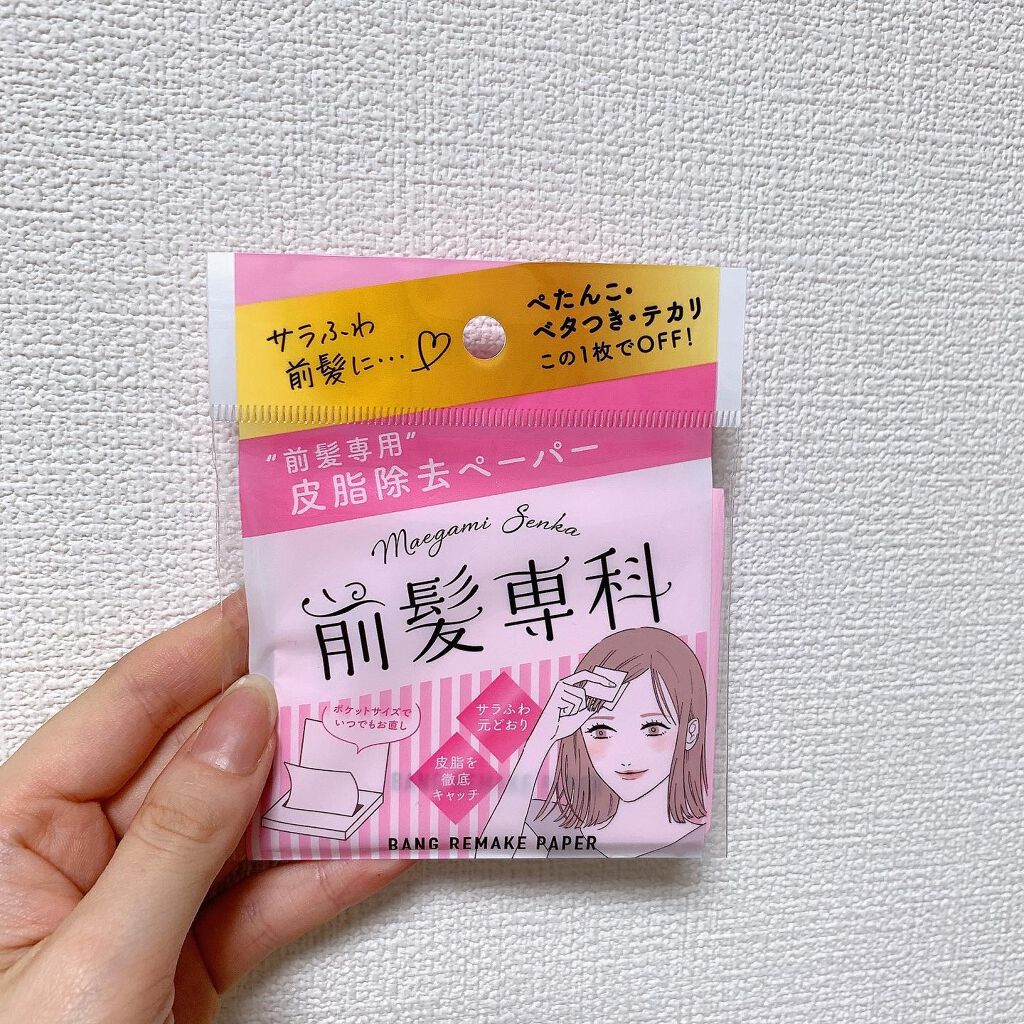 サラふわ
前髪に…♡
ぺたんこ・
ベタつき・テカリ
この1枚でOFF!
"前髪専用"
皮脂除去ペーパー
Maegami Senka
前髪専科
ポケットサイズで
いつでもお直し
サラふわ
元どおり
皮脂を
徹底
キャッチ
BANG REMAKE PAPER